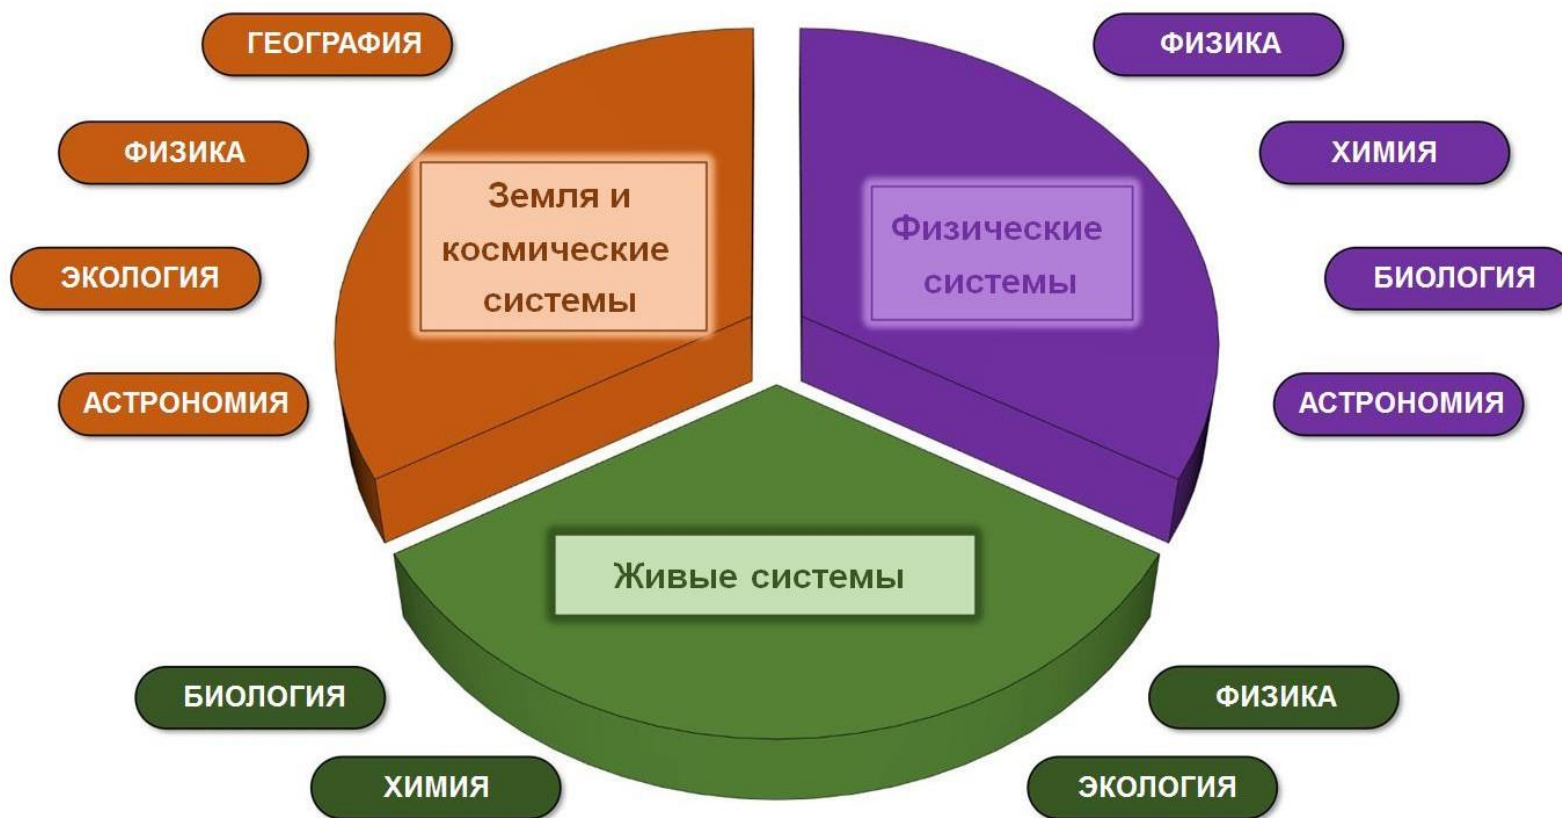 ГЕОГРАФИЯ
ФИЗИКА
ЭКОЛОГИЯ
АСТРОНОМИЯ
Земля и
космические
системы
Физические
системы
ФИЗИКА
ХИМИЯ
БИОЛОГИЯ
АСТРОНОМИЯ
Живые системы
БИОЛОГИЯ
ХИМИЯ
ФИЗИКА
ЭКОЛОГИЯ